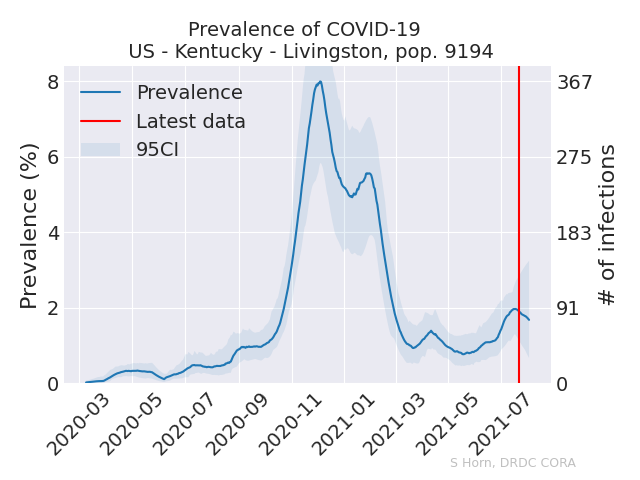 Prevalence of COVID-19
US - Kentucky - Livingston, pop. 9194
Prevalence
Latest data
95CI
Prevalence (%)
8
6
4
2
0
367
275
183
91
0
# of infections
2020-03
2020-05
2020-07
2020-09
2020-11
2021-01
2021-03
2021-05
2021-07
S Horn, DRDC CORA